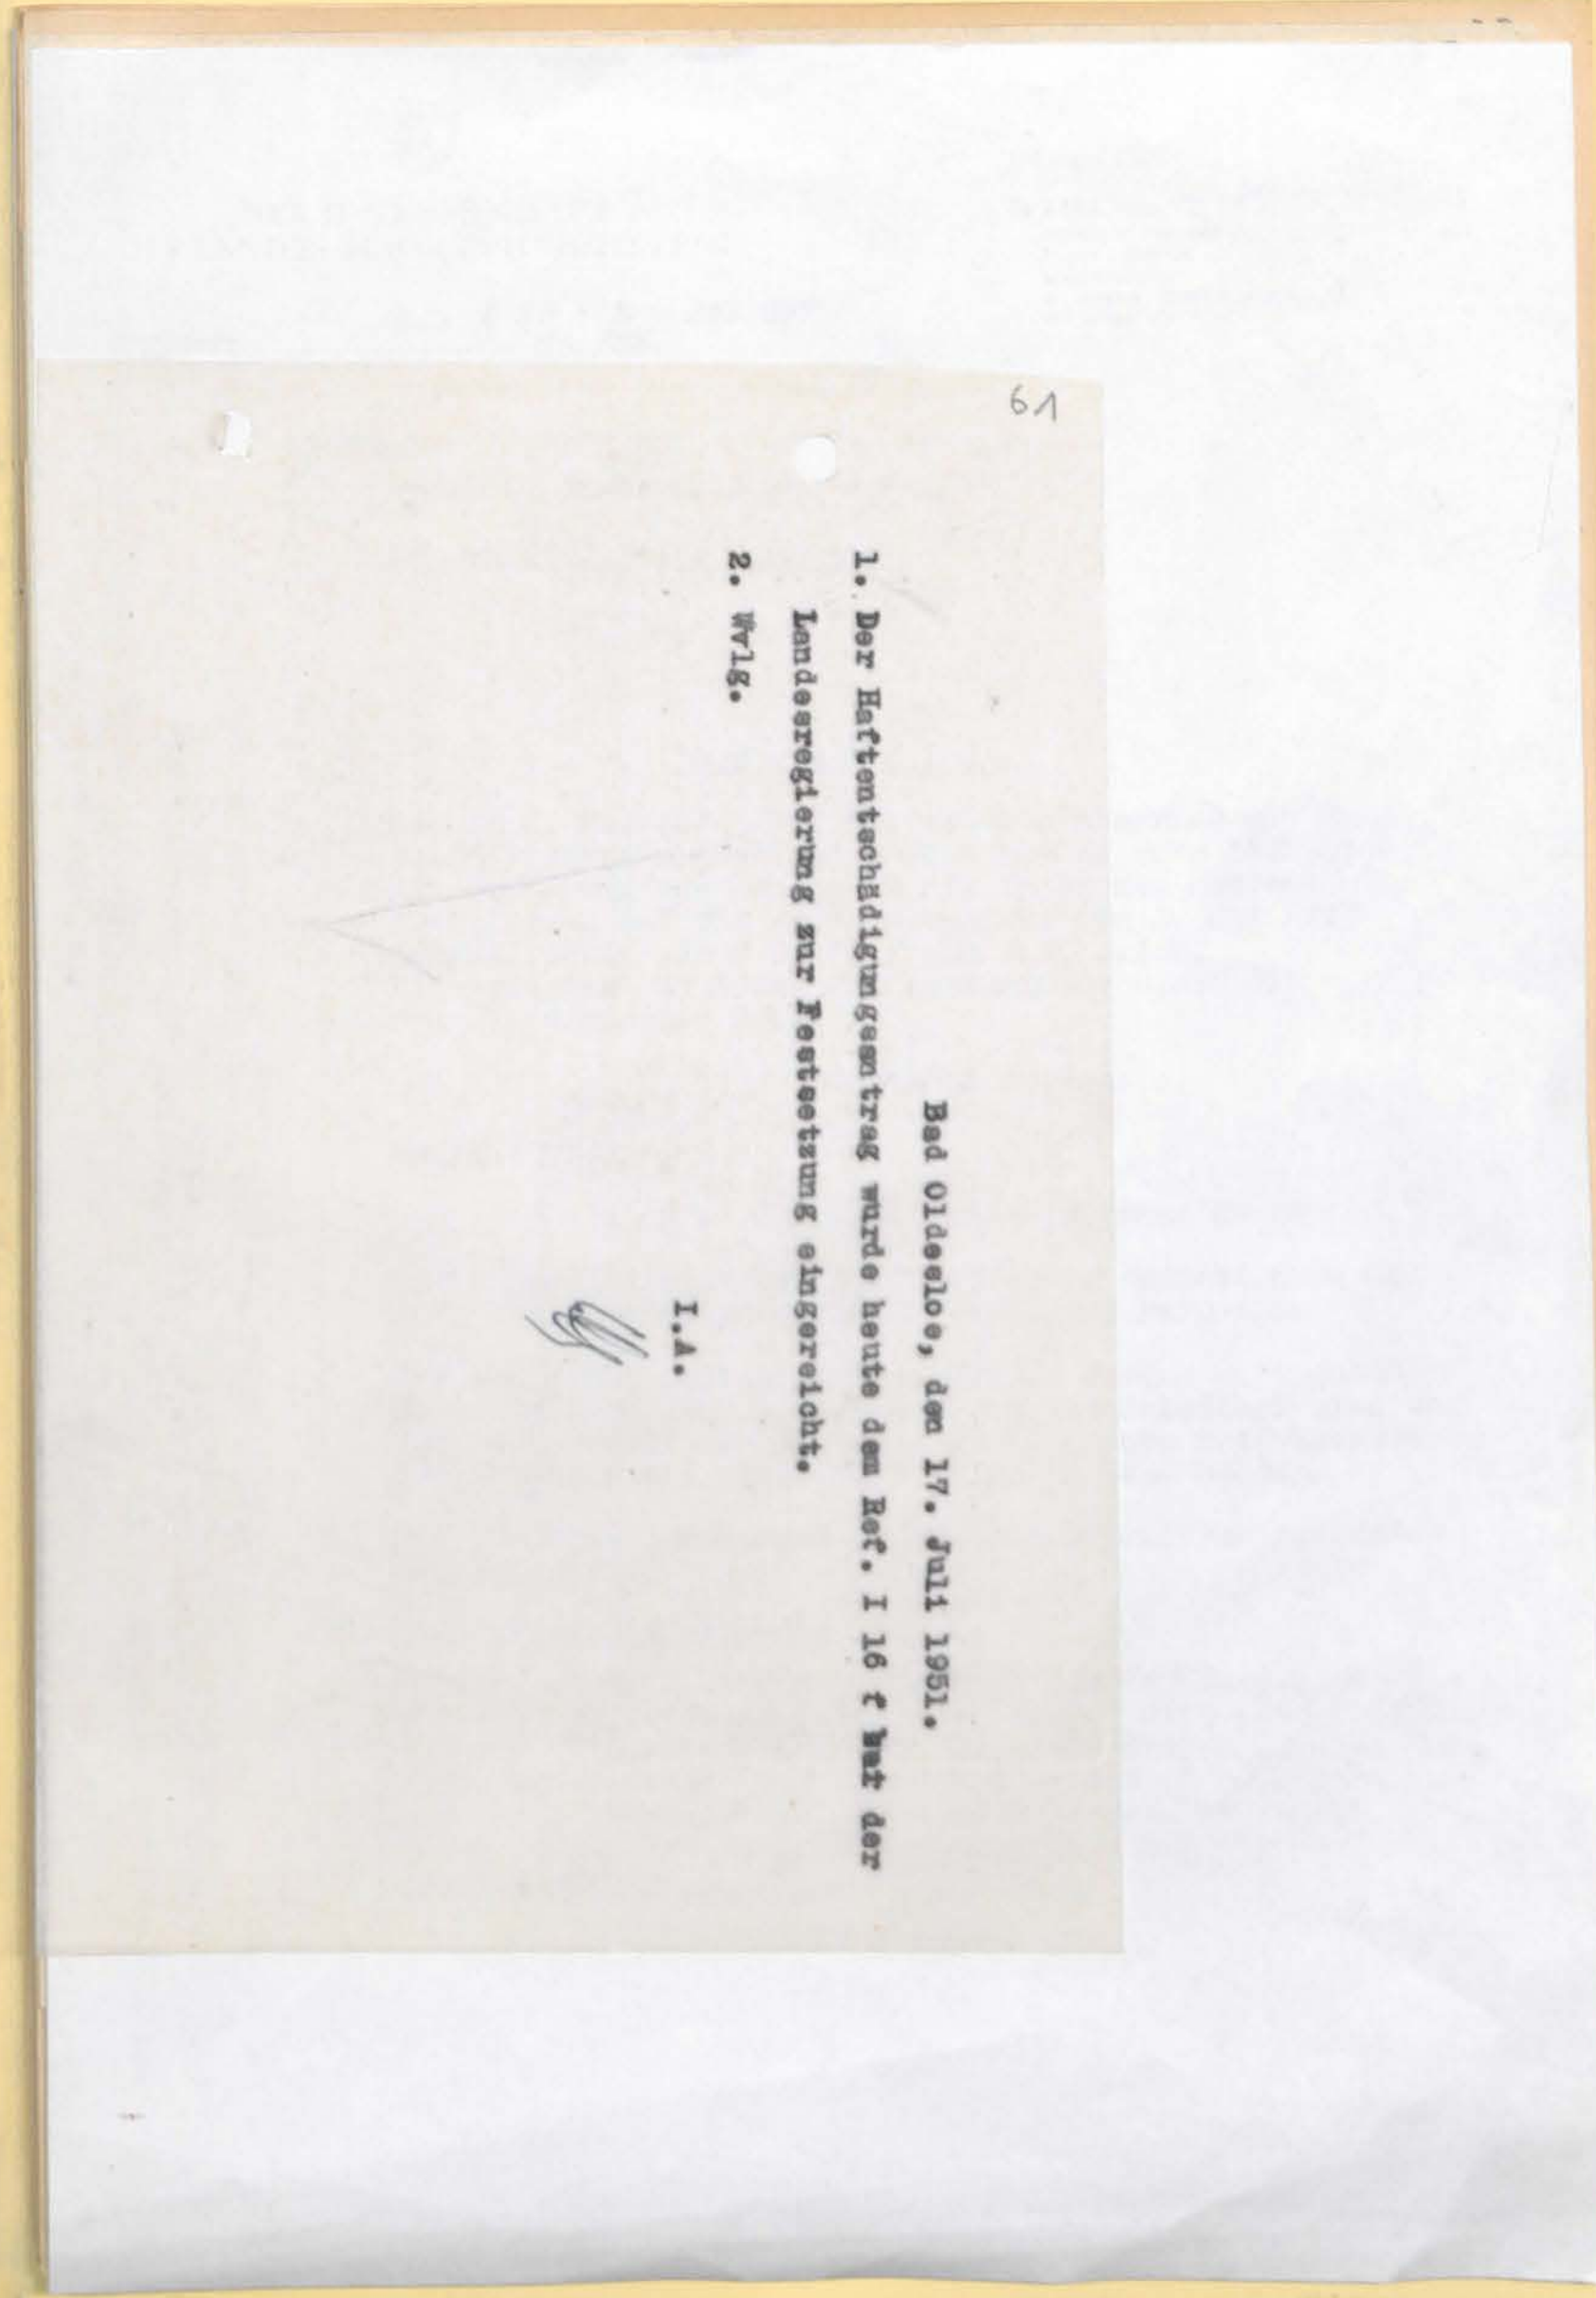 61
Bad Oldesloe, den 17. Juli 1951.
1. Der Haftentschädigungsantrag wurde heute dem Ref. I 16 f bei der
Landesregierung zur Festsetzung eingereicht.
2. Wvlg.
I.A.